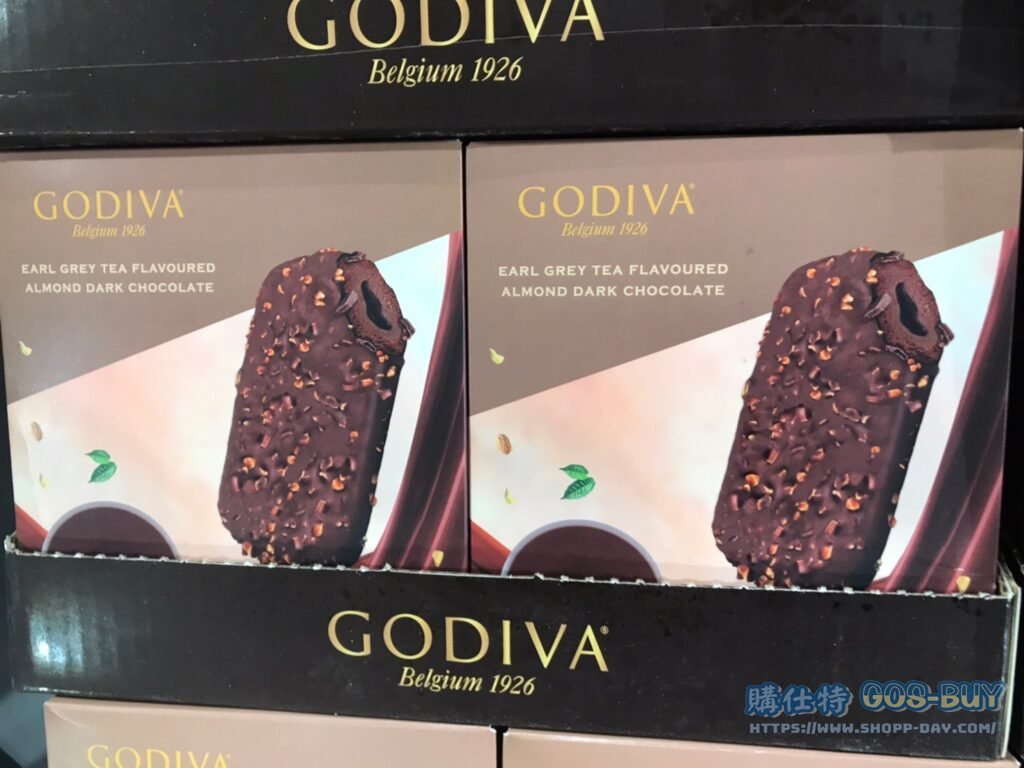 GODIVA
Belgium 1926
GODIVA®
Belgium 1926
EARL GREY TEA FLAVOURED
ALMOND DARK CHOCOLATE
GODIVA®
Belgium 1926
EARL GREY TEA FLAVOURED
ALMOND DARK CHOCOLATE
GODIVA®
Belgium 1926
購仕特 GOS-BUY
HTTPS://WWW.SHOPP-DAY.COM/
GODIVA